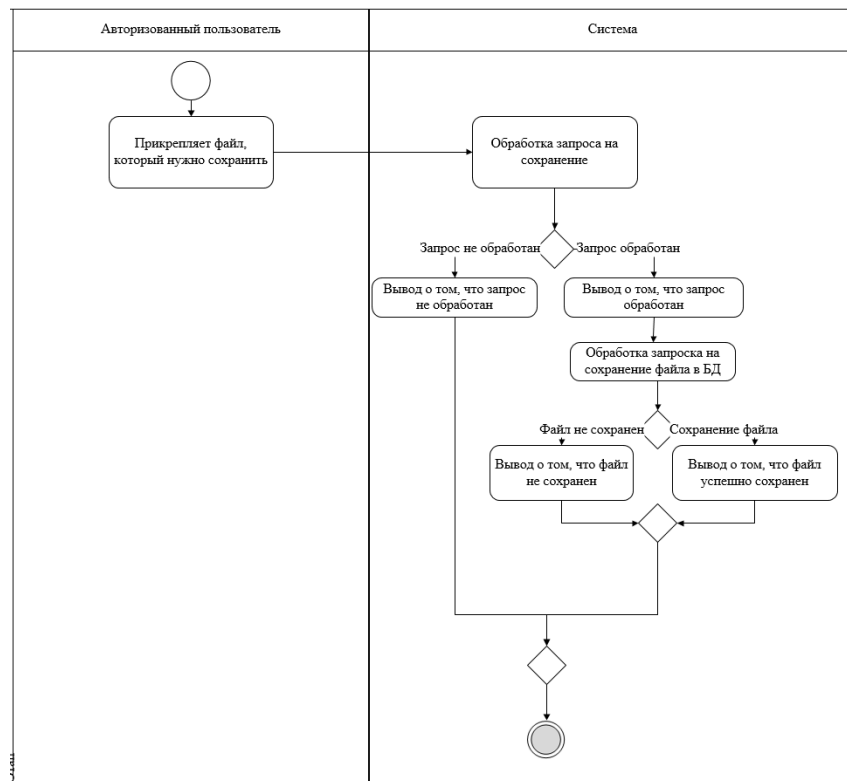 Авторизованный пользователь
Система
Прикрепляет файл,
который нужно сохранить
Обработка запроса на
сохранение
Запрос не обработан
Запрос обработан
Вывод о том, что запрос
не обработан
Вывод о том, что запрос
обработан
Обработка запроска на
сохранение файла в БД
Файл не сохранен
Сохранение файла
Вывод о том, что файл
не сохранен
Вывод о том, что файл
успешно сохранен